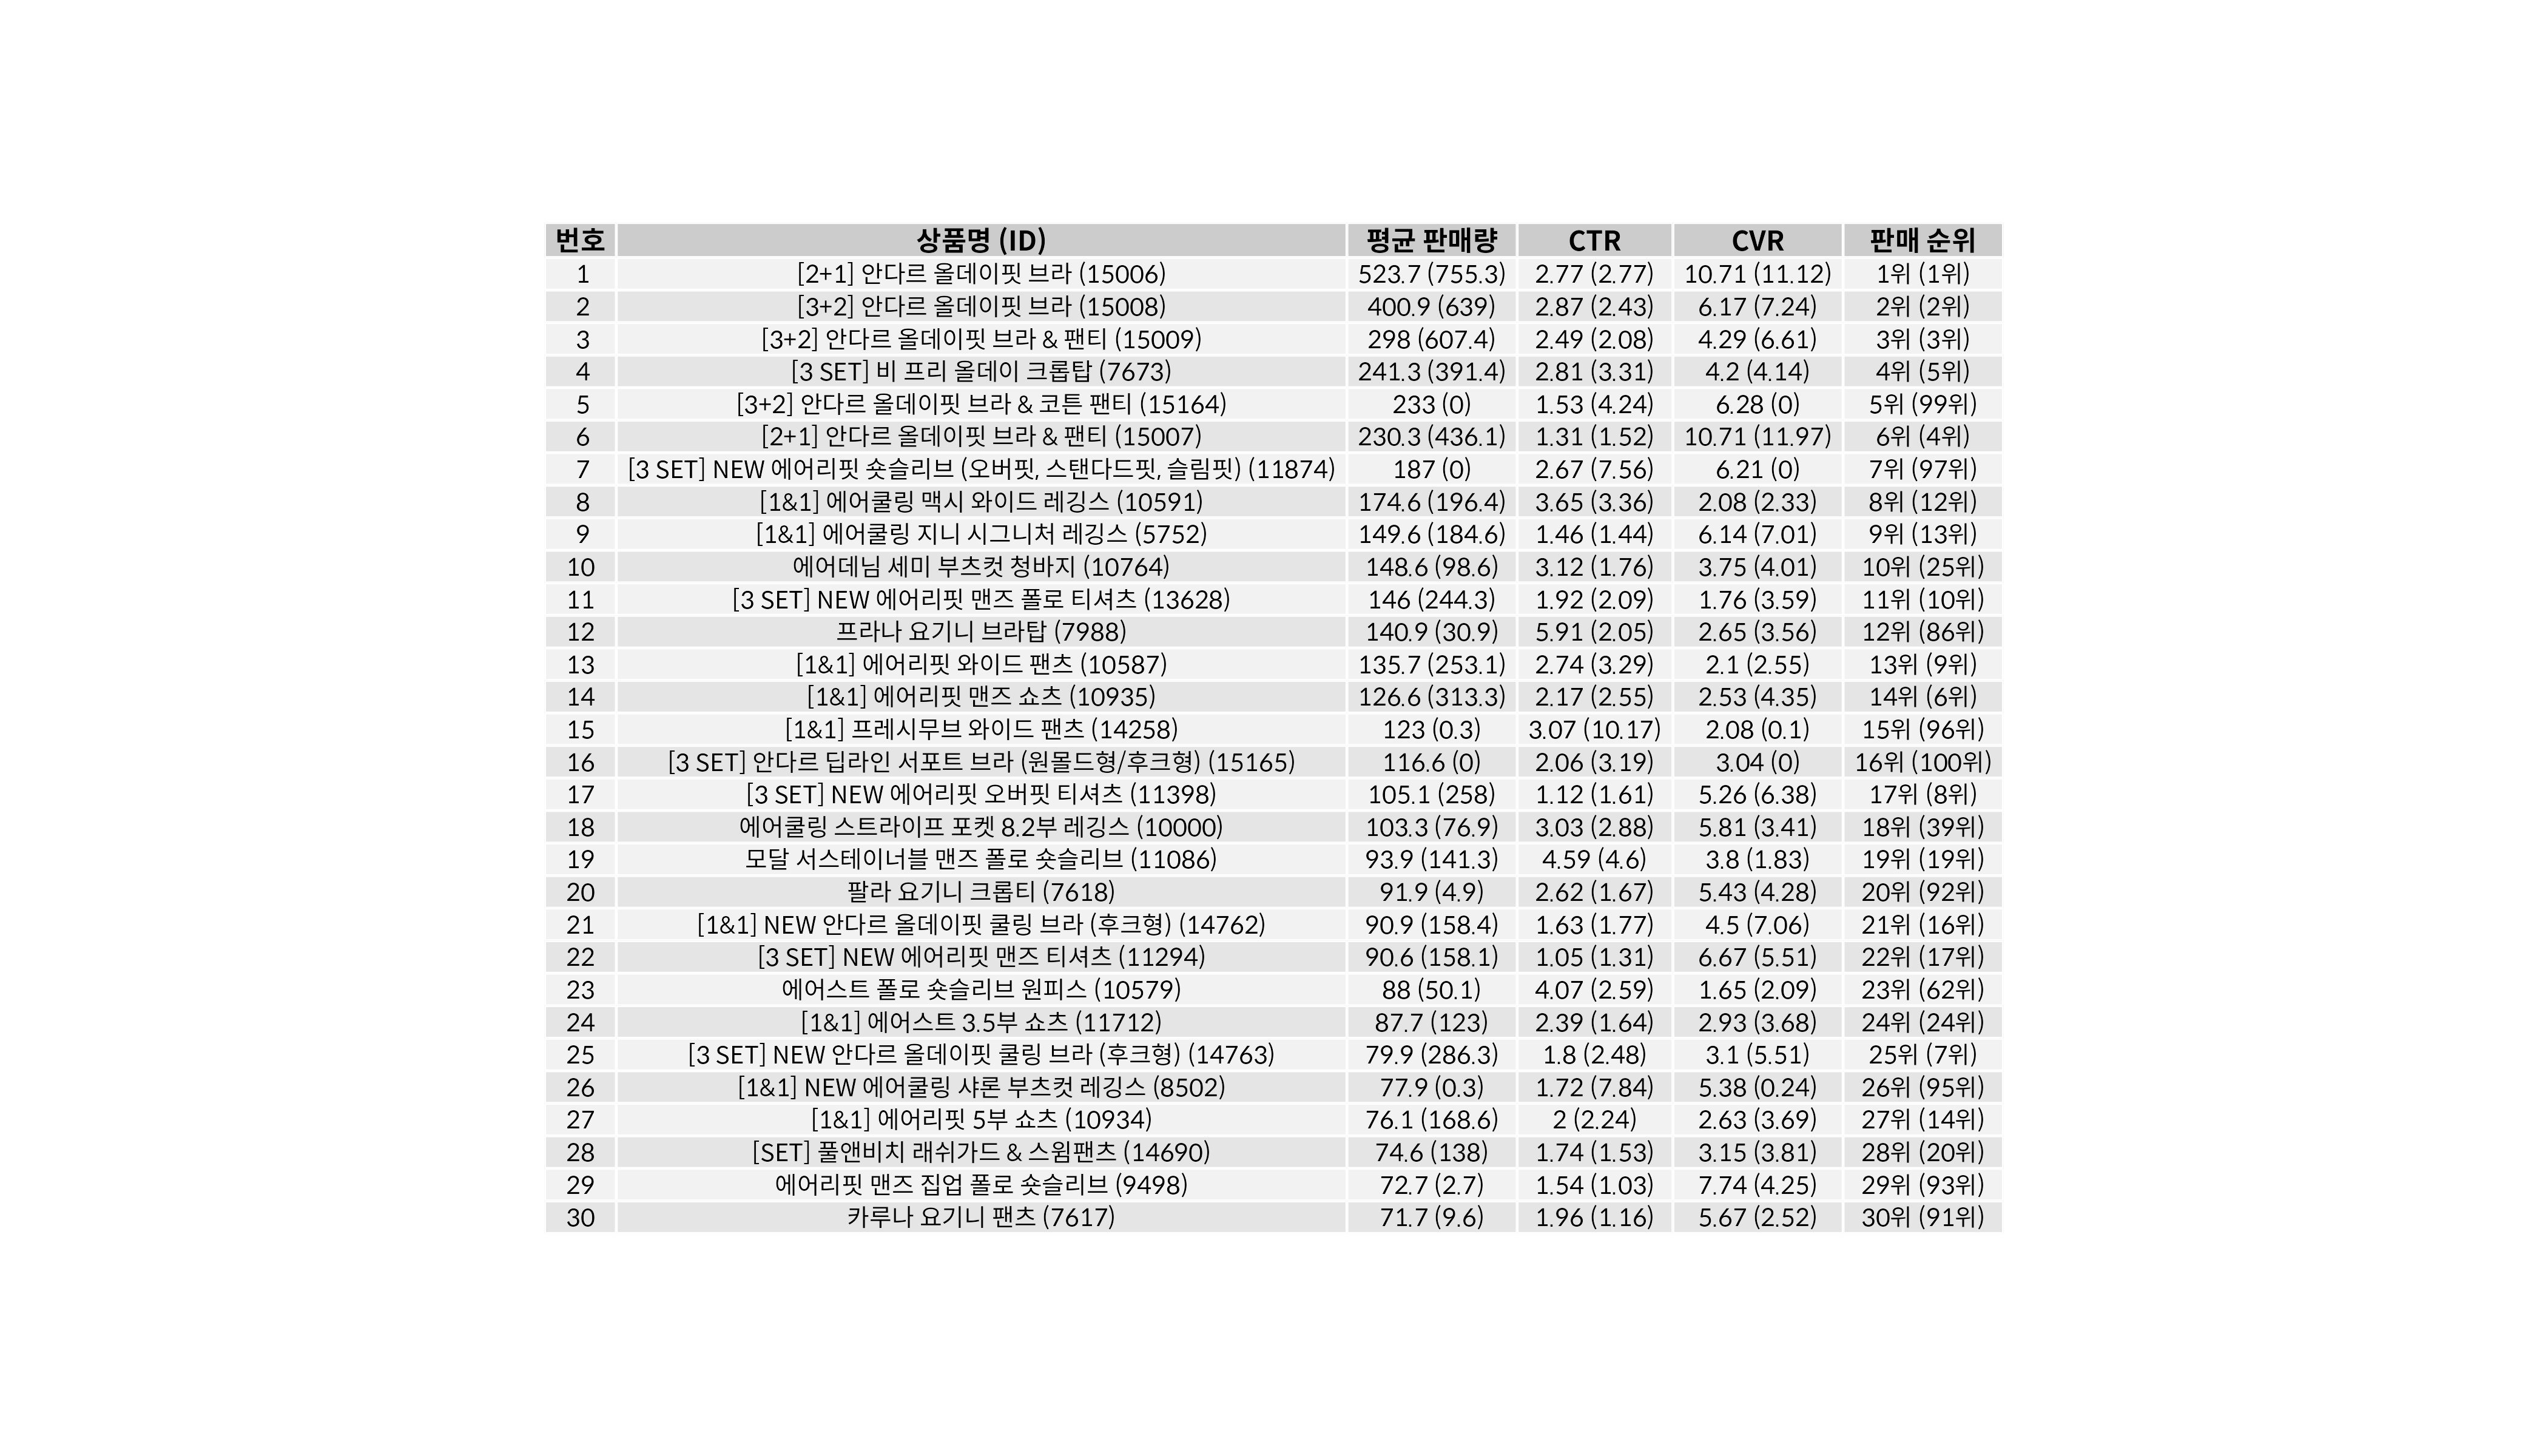 번호 상품명 (ID) 평균 판매량 CTR CVR 판매 순위
1 [2+1] 안다르 올데이핏 브라 (15006) 523.7 (755.3) 2.77 (2.77) 10.71 (11.12) 1위 (1위)
2 [3+2] 안다르 올데이핏 브라 (15008) 400.9 (639) 2.87 (2.43) 6.17 (7.24) 2위 (2위)
3 [3+2] 안다르 올데이핏 브라 & 팬티 (15009) 298 (607.4) 2.49 (2.08) 4.29 (6.61) 3위 (3위)
4 [3 SET] 비 프리 올데이 크롭탑 (7673) 241.3 (391.4) 2.81 (3.31) 4.2 (4.14) 4위 (5위)
5 [3+2] 안다르 올데이핏 브라 & 코튼 팬티 (15164) 233 (0) 1.53 (4.24) 6.28 (0) 5위 (99위)
6 [2+1] 안다르 올데이핏 브라 & 팬티 (15007) 230.3 (436.1) 1.31 (1.52) 10.71 (11.97) 6위 (4위)
7 [3 SET] NEW 에어리핏 숏슬리브 (오버핏, 스탠다드핏, 슬림핏) (11874) 187 (0) 2.67 (7.56) 6.21 (0) 7위 (97위)
8 [1&1] 에어쿨링 맥시 와이드 레깅스 (10591) 174.6 (196.4) 3.65 (3.36) 2.08 (2.33) 8위 (12위)
9 [1&1] 에어쿨링 지니 시그니처 레깅스 (5752) 149.6 (184.6) 1.46 (1.44) 6.14 (7.01) 9위 (13위)
10 에어데님 세미 부츠컷 청바지 (10764) 148.6 (98.6) 3.12 (1.76) 3.75 (4.01) 10위 (25위)
11 [3 SET] NEW 에어리핏 맨즈 폴로 티셔츠 (13628) 146 (244.3) 1.92 (2.09) 1.76 (3.59) 11위 (10위)
12 프라나 요기니 브라탑 (7988) 140.9 (30.9) 5.91 (2.05) 2.65 (3.56) 12위 (86위)
13 [1&1] 에어리핏 와이드 팬츠 (10587) 135.7 (253.1) 2.74 (3.29) 2.1 (2.55) 13위 (9위)
14 [1&1] 에어리핏 맨즈 쇼츠 (10935) 126.6 (313.3) 2.17 (2.55) 2.53 (4.35) 14위 (6위)
15 [1&1] 프레시무브 와이드 팬츠 (14258) 123 (0.3) 3.07 (10.17) 2.08 (0.1) 15위 (96위)
16 [3 SET] 안다르 딥라인 서포트 브라 (원몰드형/후크형) (15165) 116.6 (0) 2.06 (3.19) 3.04 (0) 16위 (100위)
17 [3 SET] NEW 에어리핏 오버핏 티셔츠 (11398) 105.1 (258) 1.12 (1.61) 5.26 (6.38) 17위 (8위)
18 에어쿨링 스트라이프 포켓 8.2부 레깅스 (10000) 103.3 (76.9) 3.03 (2.88) 5.81 (3.41) 18위 (39위)
19 모달 서스테이너블 맨즈 폴로 숏슬리브 (11086) 93.9 (141.3) 4.59 (4.6) 3.8 (1.83) 19위 (19위)
20 팔라 요기니 크롭티 (7618) 91.9 (4.9) 2.62 (1.67) 5.43 (4.28) 20위 (92위)
21 [1&1] NEW 안다르 올데이핏 쿨링 브라 (후크형) (14762) 90.9 (158.4) 1.63 (1.77) 4.5 (7.06) 21위 (16위)
22 [3 SET] NEW 에어리핏 맨즈 티셔츠 (11294) 90.6 (158.1) 1.05 (1.31) 6.67 (5.51) 22위 (17위)
23 에어스트 폴로 숏슬리브 원피스 (10579) 88 (50.1) 4.07 (2.59) 1.65 (2.09) 23위 (62위)
24 [1&1] 에어스트 3.5부 쇼츠 (11712) 87.7 (123) 2.39 (1.64) 2.93 (3.68) 24위 (24위)
25 [3 SET] NEW 안다르 올데이핏 쿨링 브라 (후크형) (14763) 79.9 (286.3) 1.8 (2.48) 3.1 (5.51) 25위 (7위)
26 [1&1] NEW 에어쿨링 샤론 부츠컷 레깅스 (8502) 77.9 (0.3) 1.72 (7.84) 5.38 (0.24) 26위 (95위)
27 [1&1] 에어리핏 5부 쇼츠 (10934) 76.1 (168.6) 2 (2.24) 2.63 (3.69) 27위 (14위)
28 [SET] 풀앤비치 래쉬가드 & 스윔팬츠 (14690) 74.6 (138) 1.74 (1.53) 3.15 (3.81) 28위 (20위)
29 에어리핏 맨즈 집업 폴로 숏슬리브 (9498) 72.7 (2.7) 1.54 (1.03) 7.74 (4.25) 29위 (93위)
30 카루나 요기니 팬츠 (7617) 71.7 (9.6) 1.96 (1.16) 5.67 (2.52) 30위 (91위)